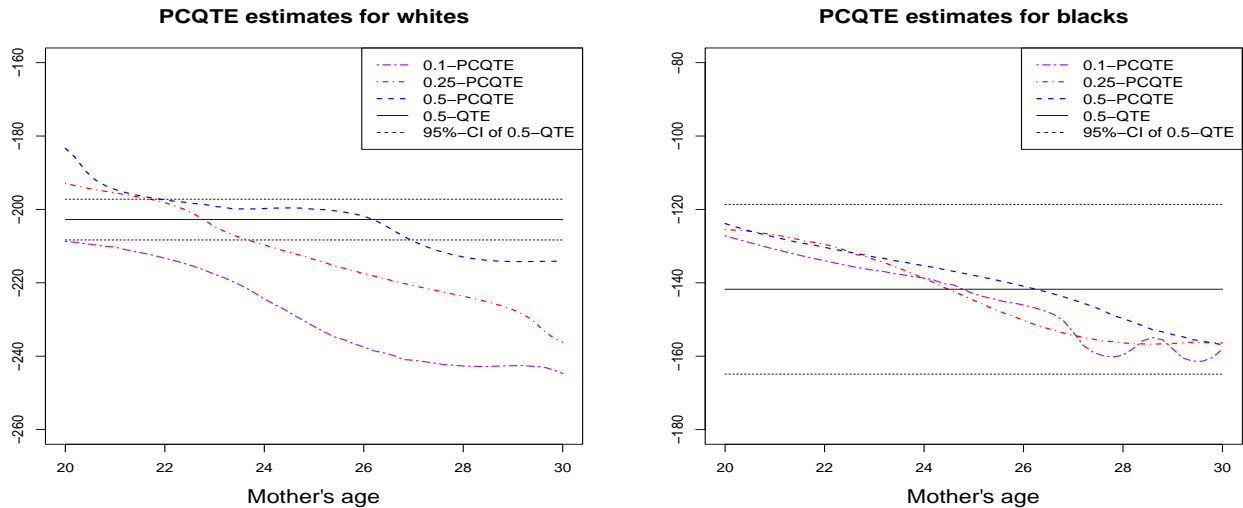 PCQTE estimates for whites
-160
-180
-200
-220
-240
-260
0.1-PCQTE
0.25-PCQTE
0.5-PCQTE
0.5-QTE
95%-CI of 0.5-QTE
20 22 24 26 28 30
Mother's age
PCQTE estimates for blacks
-80
-100
-120
-140
-160
-180
0.1-PCQTE
0.25-PCQTE
0.5-PCQTE
0.5-QTE
95%-CI of 0.5-QTE
20 22 24 26 28 30
Mother's age